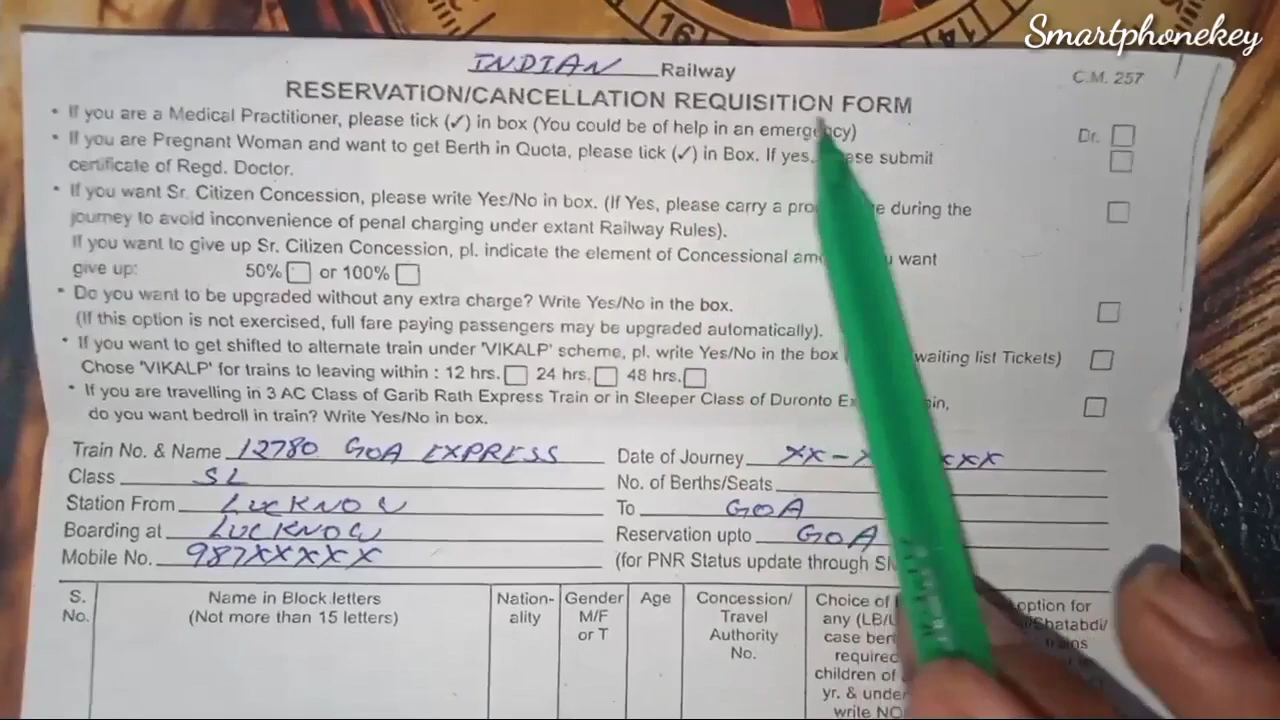 Smartphonekey
16
14
INDIAN Railway
C.M. 257
RESERVATION/CANCELLATION REQUISITION FORM
• If you are a Medical Practitioner, please tick (✓) in box (You could be of help in an emergency)
Dr.
• If you are Pregnant Woman and want to get Berth in Quota, please tick (✓) in Box. If yes, submit
certificate of Regd. Doctor.
• If you want Sr. Citizen Concession, please write Yes/No in box. (If Yes, please carry a during the
journey to avoid inconvenience of penal charging under extant Railway Rules).
If you want to give up Sr. Citizen Concession, pl. indicate the element of Concessional want
give up: 50% or 100%
• Do you want to be upgraded without any extra charge? Write Yes/No in the box.
(If this option is not exercised, full fare paying passengers may be upgraded automatically).
• If you want to get shifted to alternate train under 'VIKALP' scheme, pl. write Yes/No in the box waiting list Tickets)
Chose 'VIKALP' for trains to leaving within : 12 hrs. 24 hrs. 48 hrs.
• If you are travelling in 3 AC Class of Garib Rath Express Train or in Sleeper Class of Duronto
do you want bedroll in train? Write Yes/No in box.
Train No. & Name 12780 GOA EXPRESS Date of Journey XX-
Class SL No. of Berths/Seats
Station From LUCKNOW To GOA
Boarding at LUCKNOW Reservation upto GOA
Mobile No. 987XXXXX (for PNR Status update through
S. No.
Name in Block letters
(Not more than 15 letters)
Nation-
ality
Gender
M/F
or T
Age
Concession/
Travel
Authority
No.
Choice of
any (LB/
case
required
children of
yr. & under
write NO
option for
/Shatabdi/